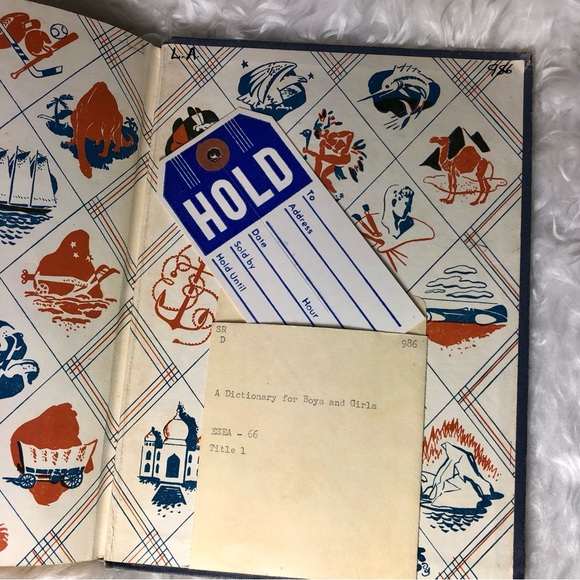 L.A.
986
HOLD
To
Address
Date
Hour
Sold by
Hold Until
SR 986
D
A Dictionary for Boys and Girls
ESEA - 66
Title 1